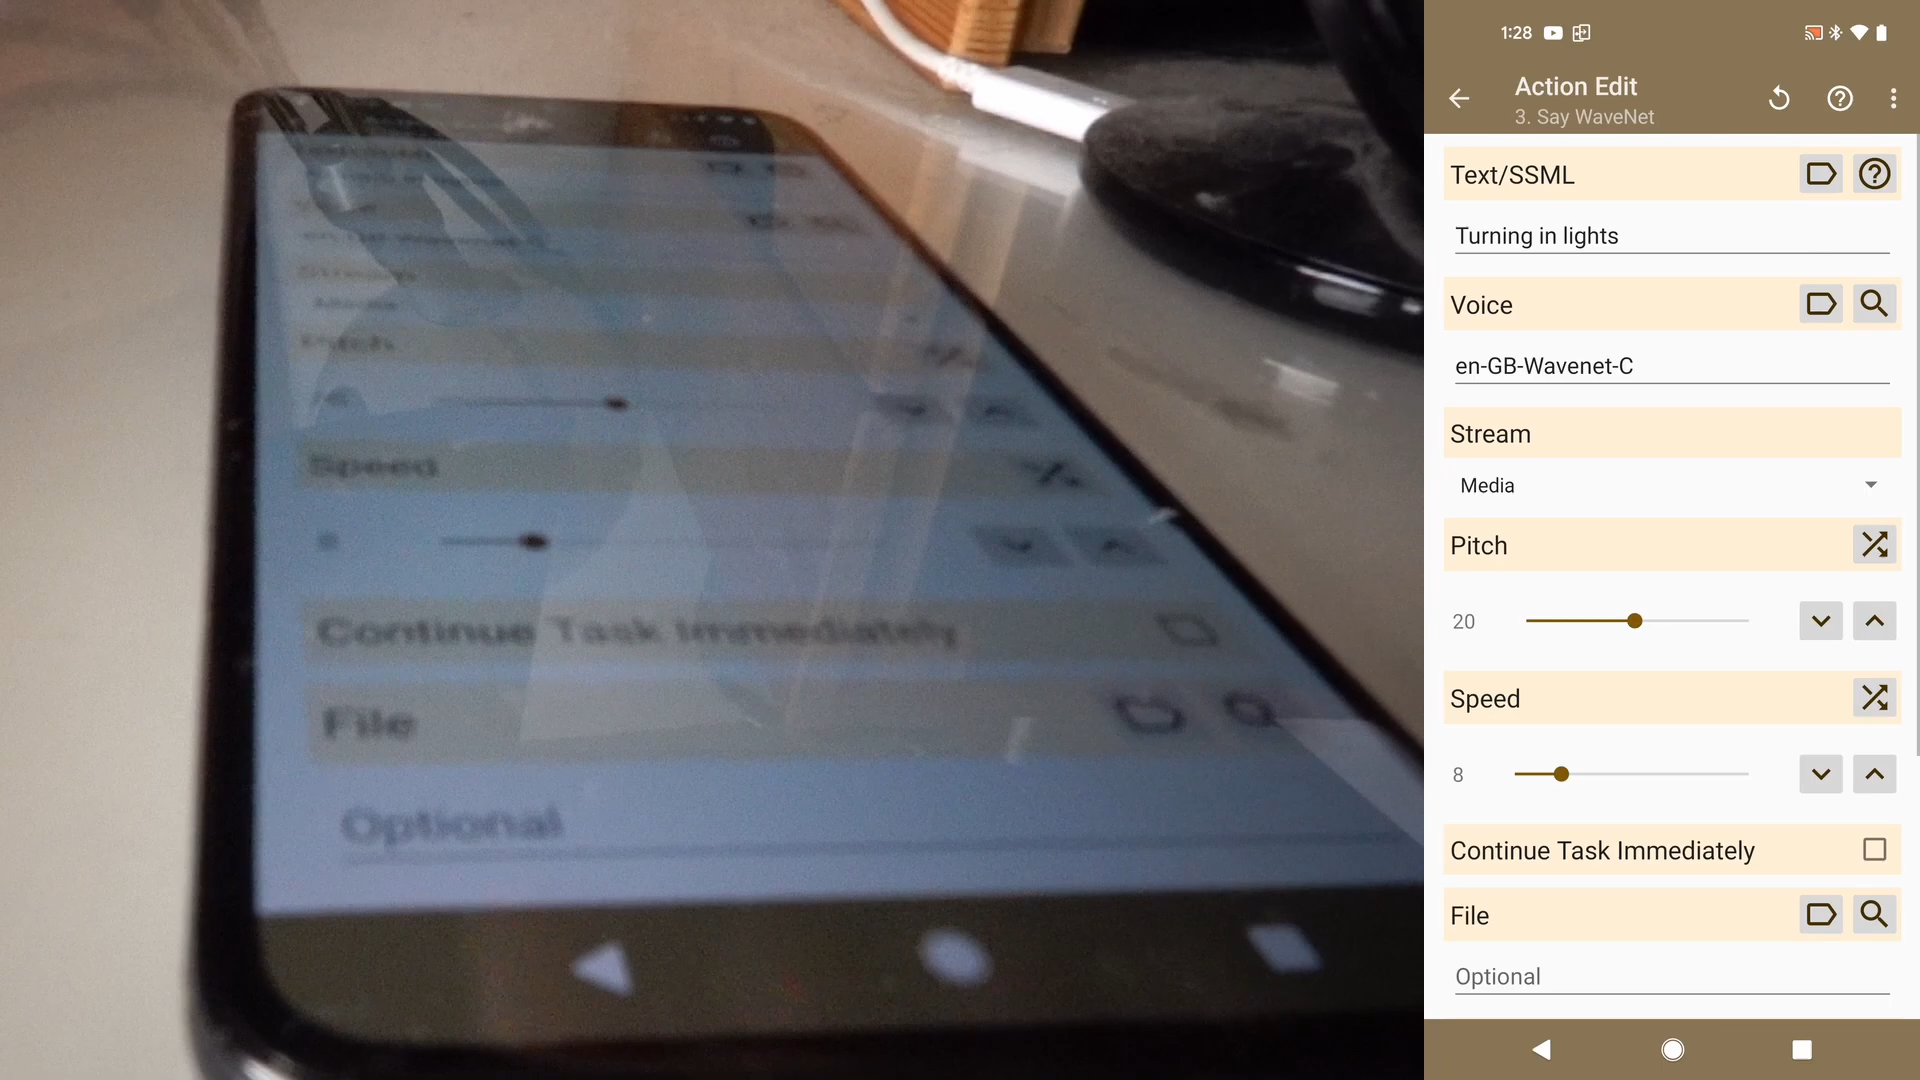 Speed
Continue Task Immediately
File
Optional
1:28
Action Edit
3. Say WaveNet
Text/SSML
Turning in lights
Voice
en-GB-Wavenet-C
Stream
Media
Pitch
20
Speed
8
Continue Task Immediately
File
Optional